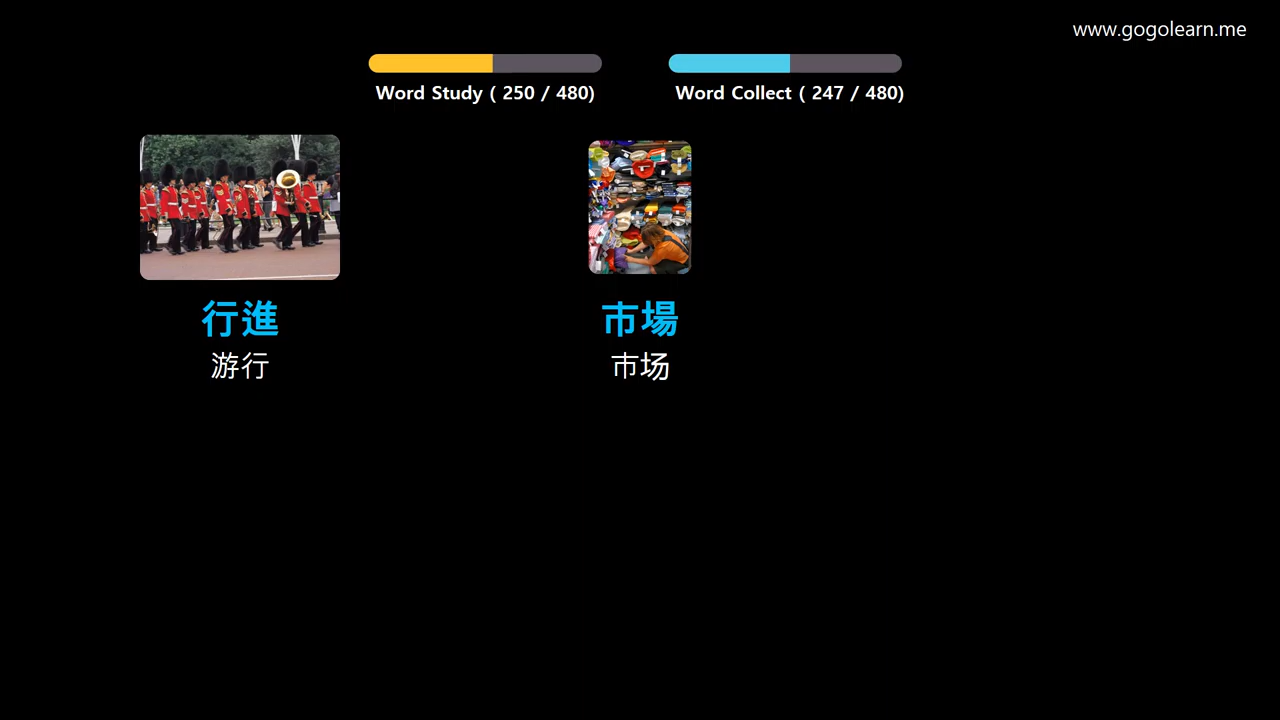 www.gogolearn.me
Word Study ( 250 / 480)
Word Collect ( 247 / 480)
行進
市場
游行
市场